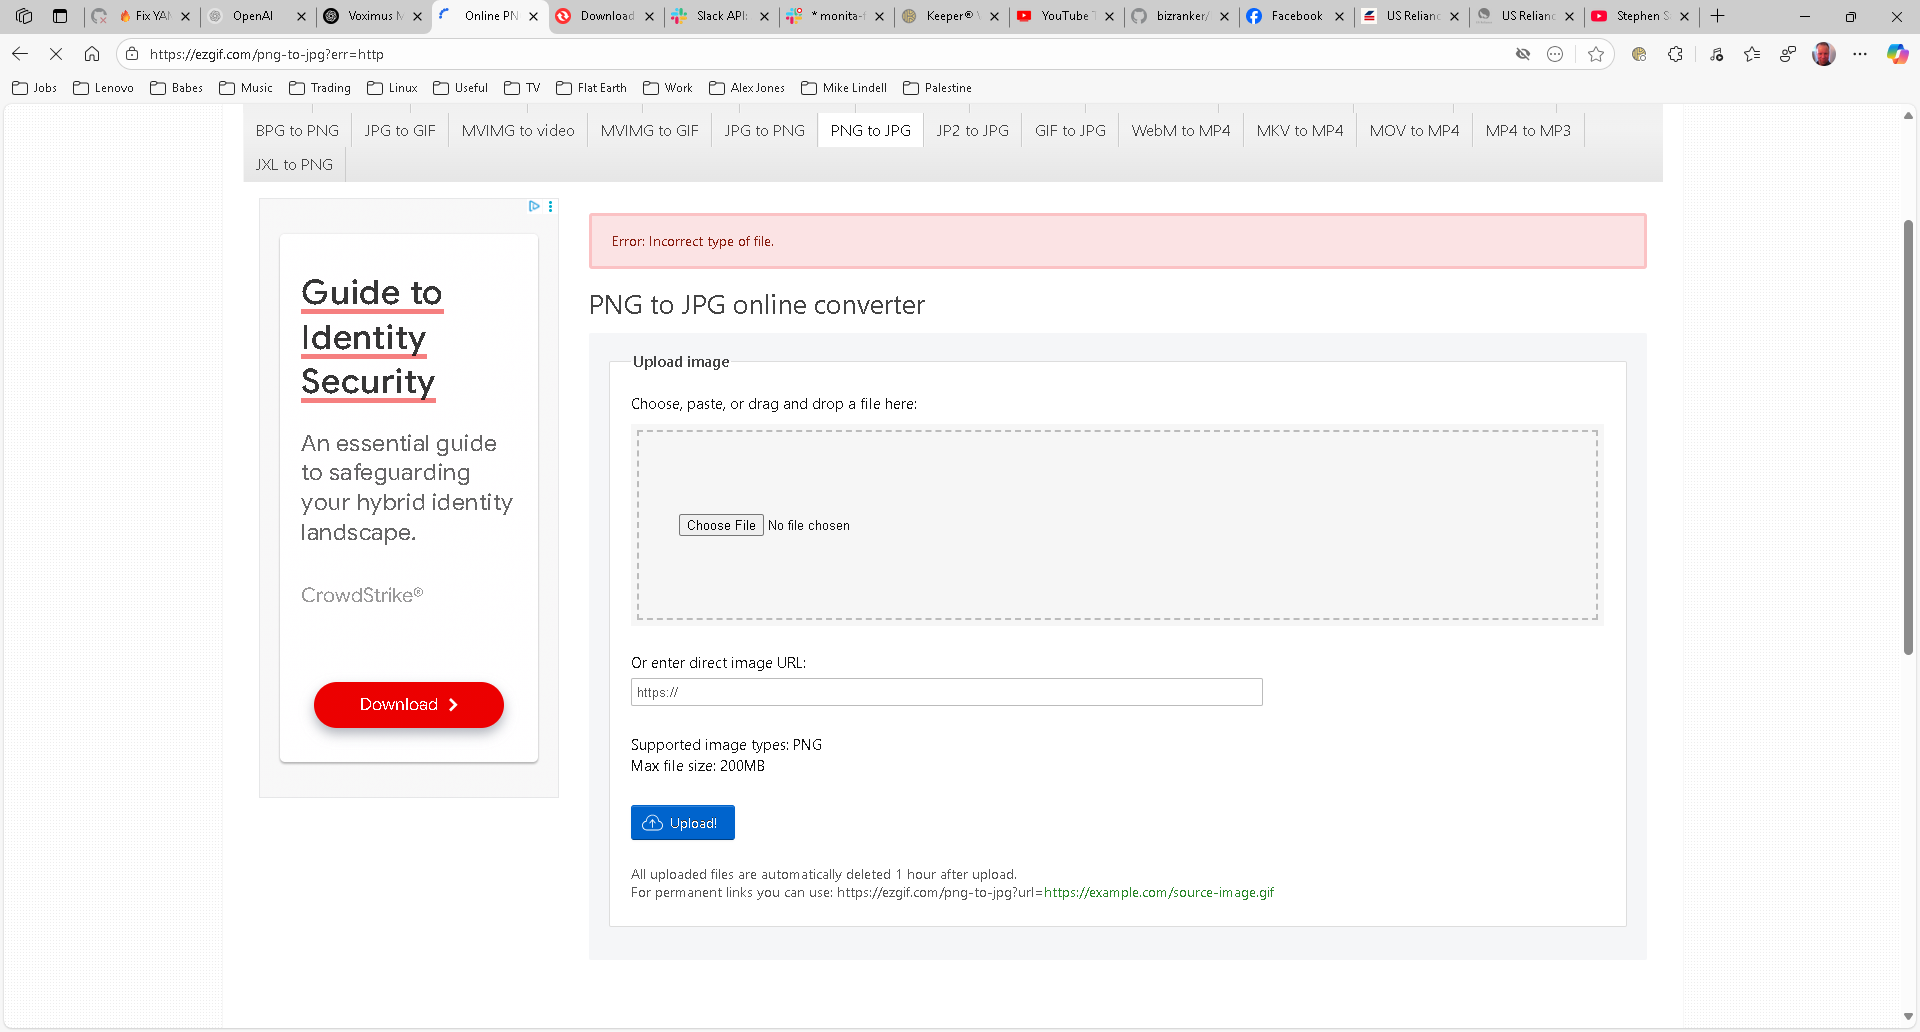 Fix YAM
OpenAI
Voximus M
Online PN
Download
Slack API:
* monita-f
Keeper® V
YouTube T
bizranker/
Facebook
US Relianc
US Relianc
Stephen S
https://ezgif.com/png-to-jpg?err=http
Jobs
Lenovo
Babes
Music
Trading
Linux
Useful
TV
Flat Earth
Work
Alex Jones
Mike Lindell
Palestine
BPG to PNG
JPG to GIF
MVIMG to video
MVIMG to GIF
JPG to PNG
PNG to JPG
JP2 to JPG
GIF to JPG
WebM to MP4
MKV to MP4
MOV to MP4
MP4 to MP3
JXL to PNG
Guide to
Identity
Security
An essential guide
to safeguarding
your hybrid identity
landscape.
CrowdStrike®
Download
Error: Incorrect type of file.
PNG to JPG online converter
Upload image
Choose, paste, or drag and drop a file here:
Choose File No file chosen
Or enter direct image URL:
https://
Supported image types: PNG
Max file size: 200MB
Upload!
All uploaded files are automatically deleted 1 hour after upload.
For permanent links you can use: https://ezgif.com/png-to-jpg?url=https://example.com/source-image.gif